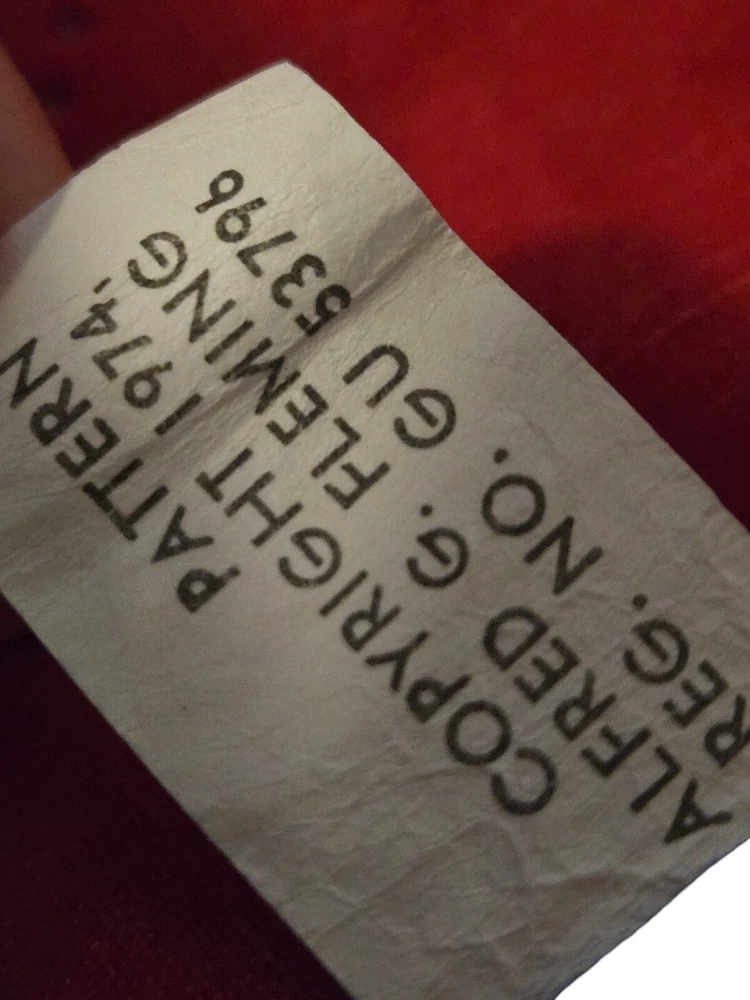 PATTERN
COPYRIGHT 1974.
ALFRED G. FLEMING
REG. NO. GU 53796